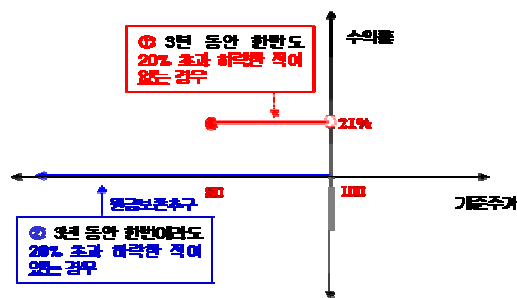 ① 3년 동안 한번도
20% 초과 하락한 적이
없는 경우
수익률
21%
80
100
기준주가
원금보존추구
② 3년 동안 한번이라도
20% 초과 하락한 적이
있는 경우